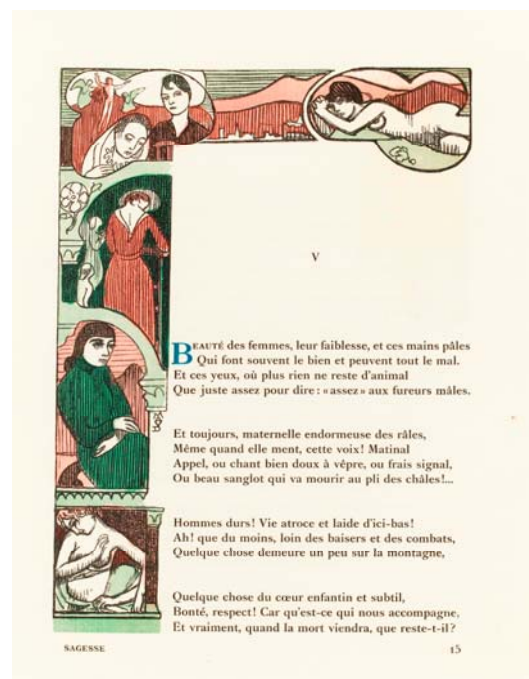 V
BEAUTÉ des femmes, leur faiblesse, et ces mains pâles
Qui font souvent le bien et peuvent tout le mal.
Et ces yeux, où plus rien ne reste d'animal
Que juste assez pour dire : «assez» aux fureurs mâles.
Et toujours, maternelle endormeuse des râles,
Même quand elle ment, cette voix! Matinal
Appel, ou chant bien doux à vêpre, ou frais signal,
Ou beau sanglot qui va mourir au pli des châles!...
Hommes durs! Vie atroce et laide d'ici-bas!
Ah! que du moins, loin des baisers et des combats,
Quelque chose demeure un peu sur la montagne,
Quelque chose du cœur enfantin et subtil,
Bonté, respect! Car qu'est-ce qui nous accompagne,
Et vraiment, quand la mort viendra, que reste-t-il?
SAGESSE
15